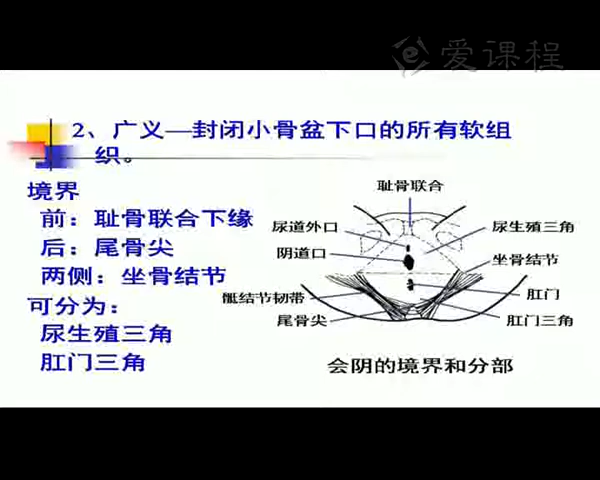 爱课程
2、广义—封闭小骨盆下口的所有软组
织。
境界
前：耻骨联合下缘
后：尾骨尖
两侧：坐骨结节
可分为：
尿生殖三角
肛门三角
耻骨联合
尿道外口
尿生殖三角
阴道口
坐骨结节
骶结节韧带
肛门
尾骨尖
肛门三角
会阴的境界和分部